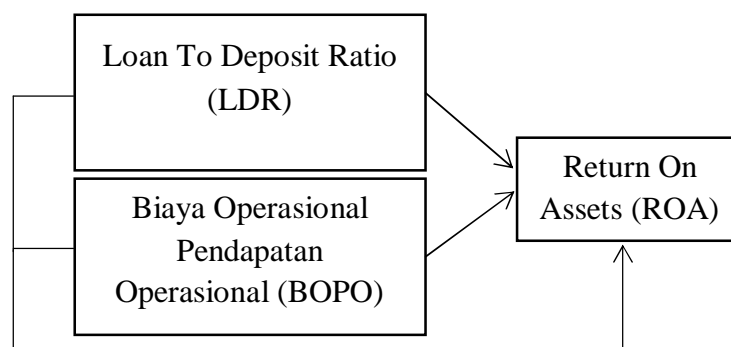 Loan To Deposit Ratio
(LDR)
Biaya Operasional
Pendapatan
Operasional (BOPO)
Return On
Assets (ROA)